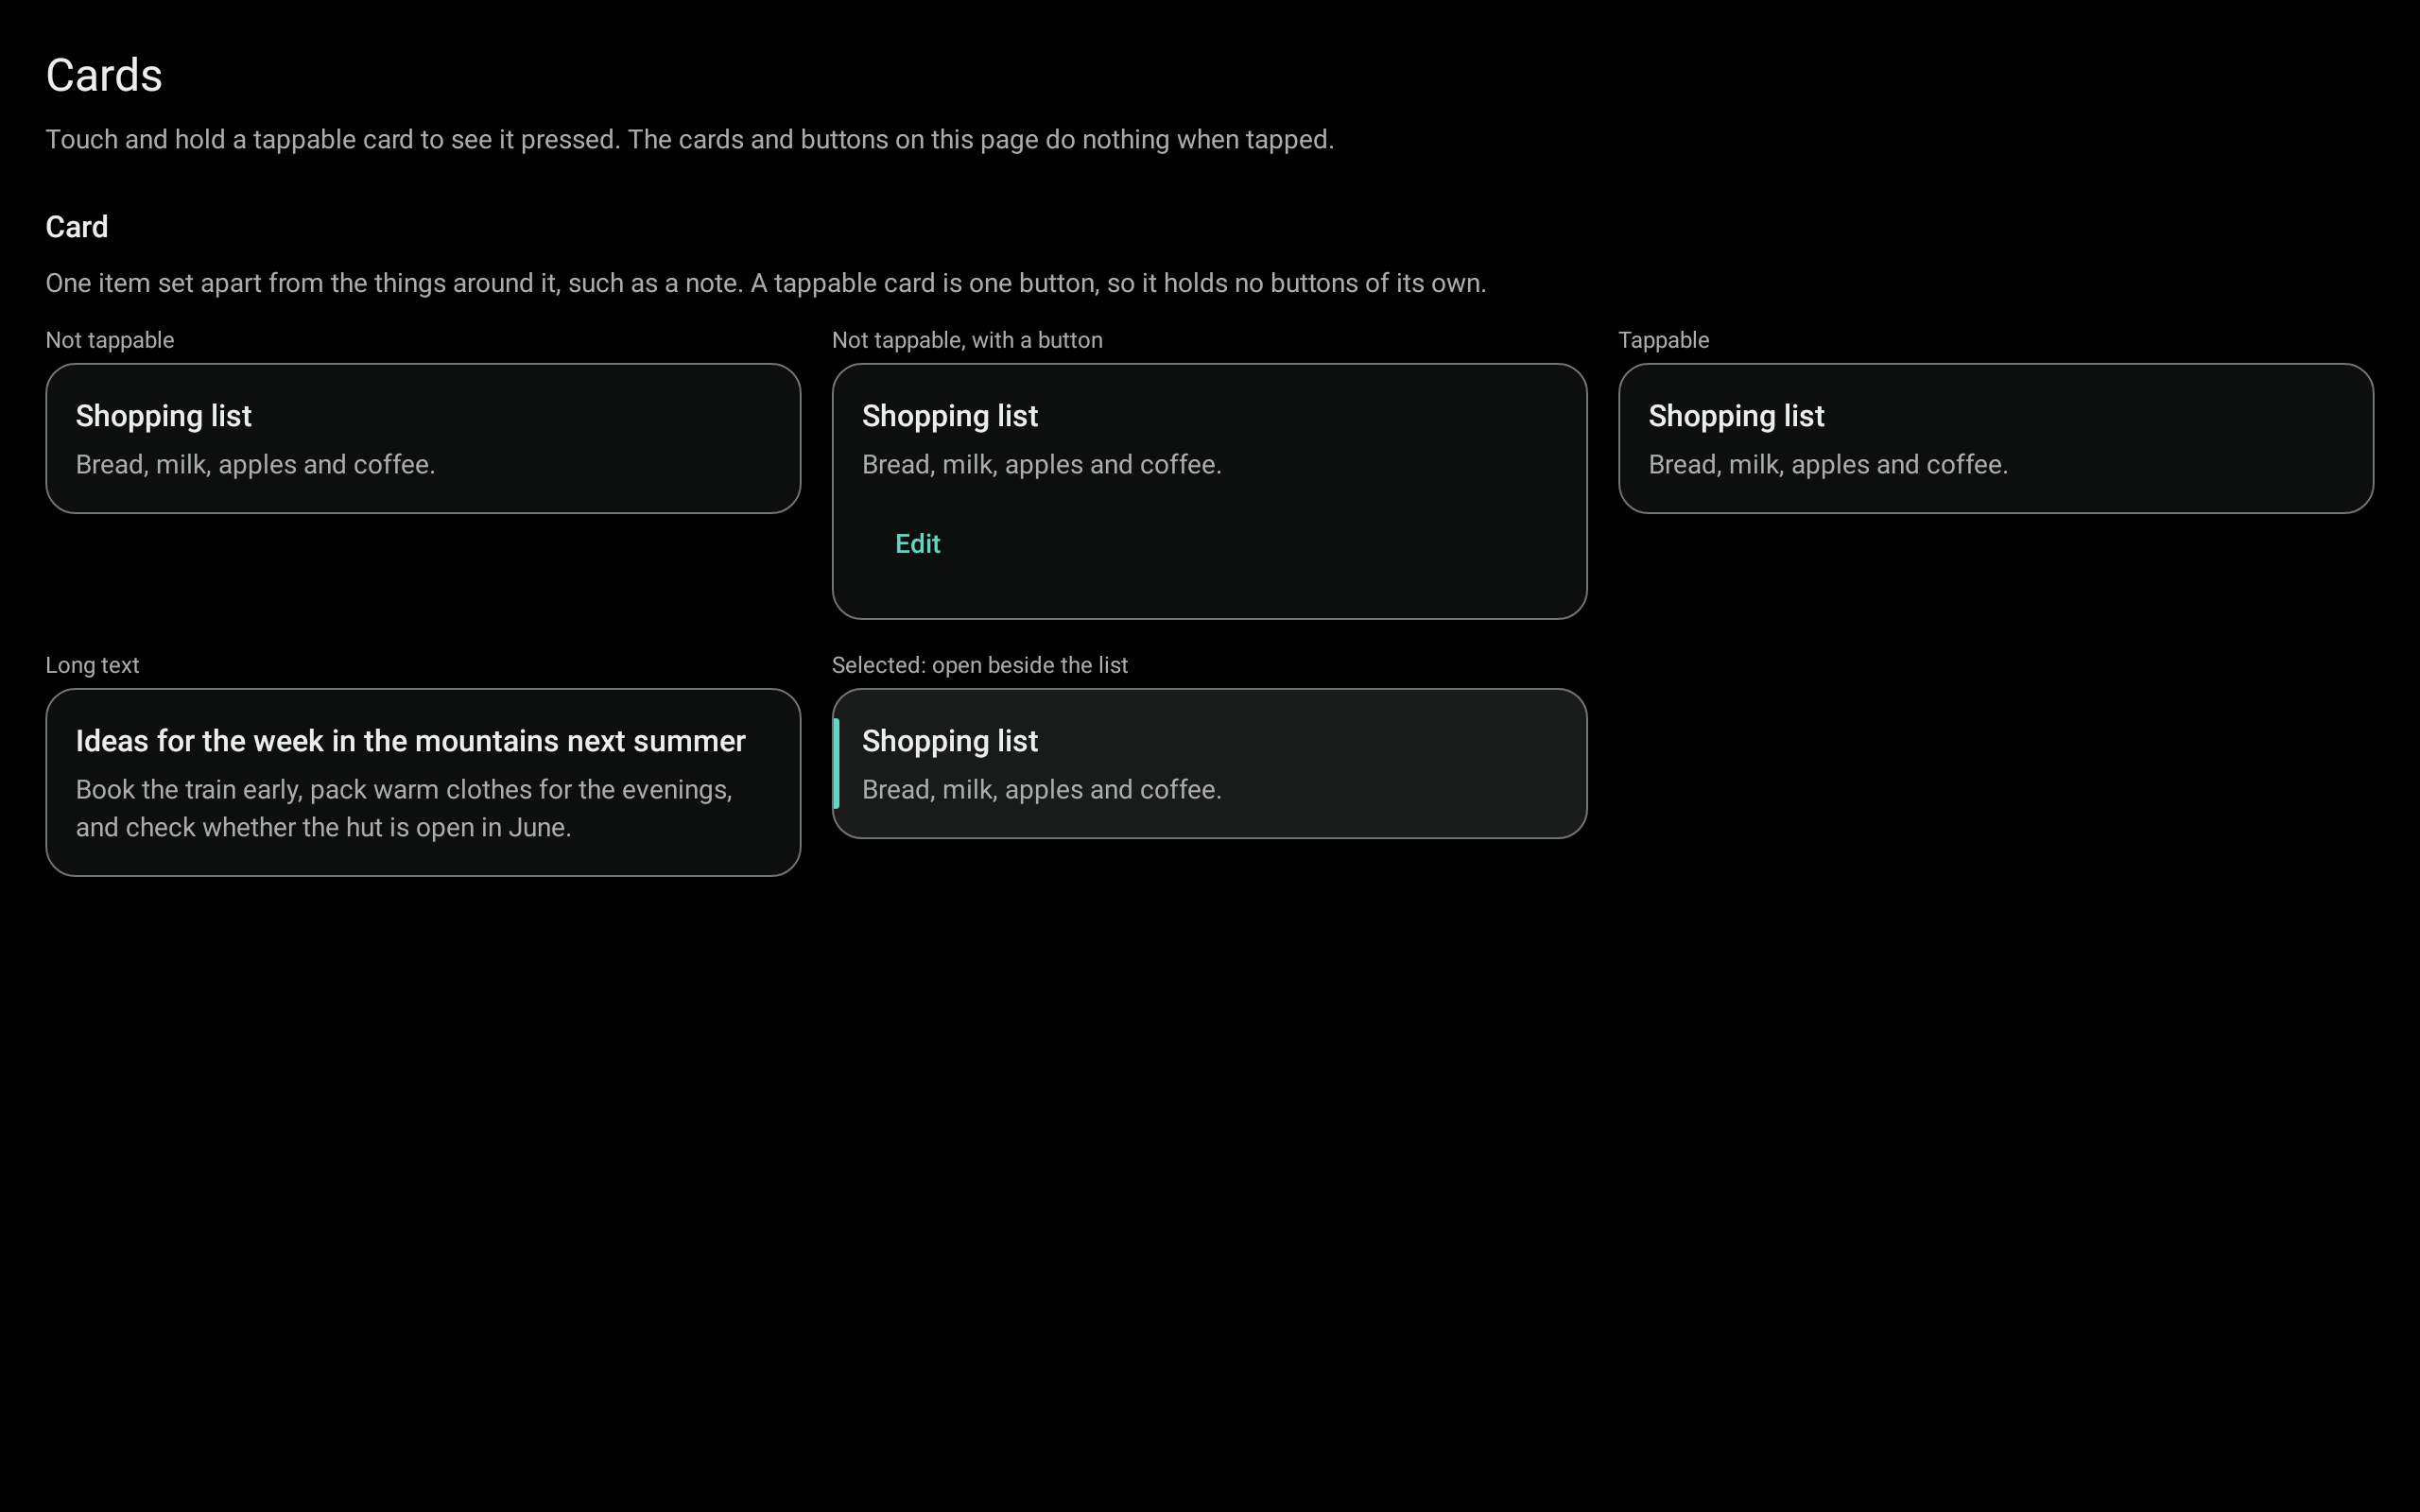 Cards
Touch and hold a tappable card to see it pressed. The cards and buttons on this page do nothing when tapped.
Card
One item set apart from the things around it, such as a note. A tappable card is one button, so it holds no buttons of its own.
Not tappable
Shopping list
Bread, milk, apples and coffee.
Not tappable, with a button
Shopping list
Bread, milk, apples and coffee.
Edit
Tappable
Shopping list
Bread, milk, apples and coffee.
Long text
Ideas for the week in the mountains next summer
Book the train early, pack warm clothes for the evenings,
and check whether the hut is open in June.
Selected: open beside the list
Shopping list
Bread, milk, apples and coffee.